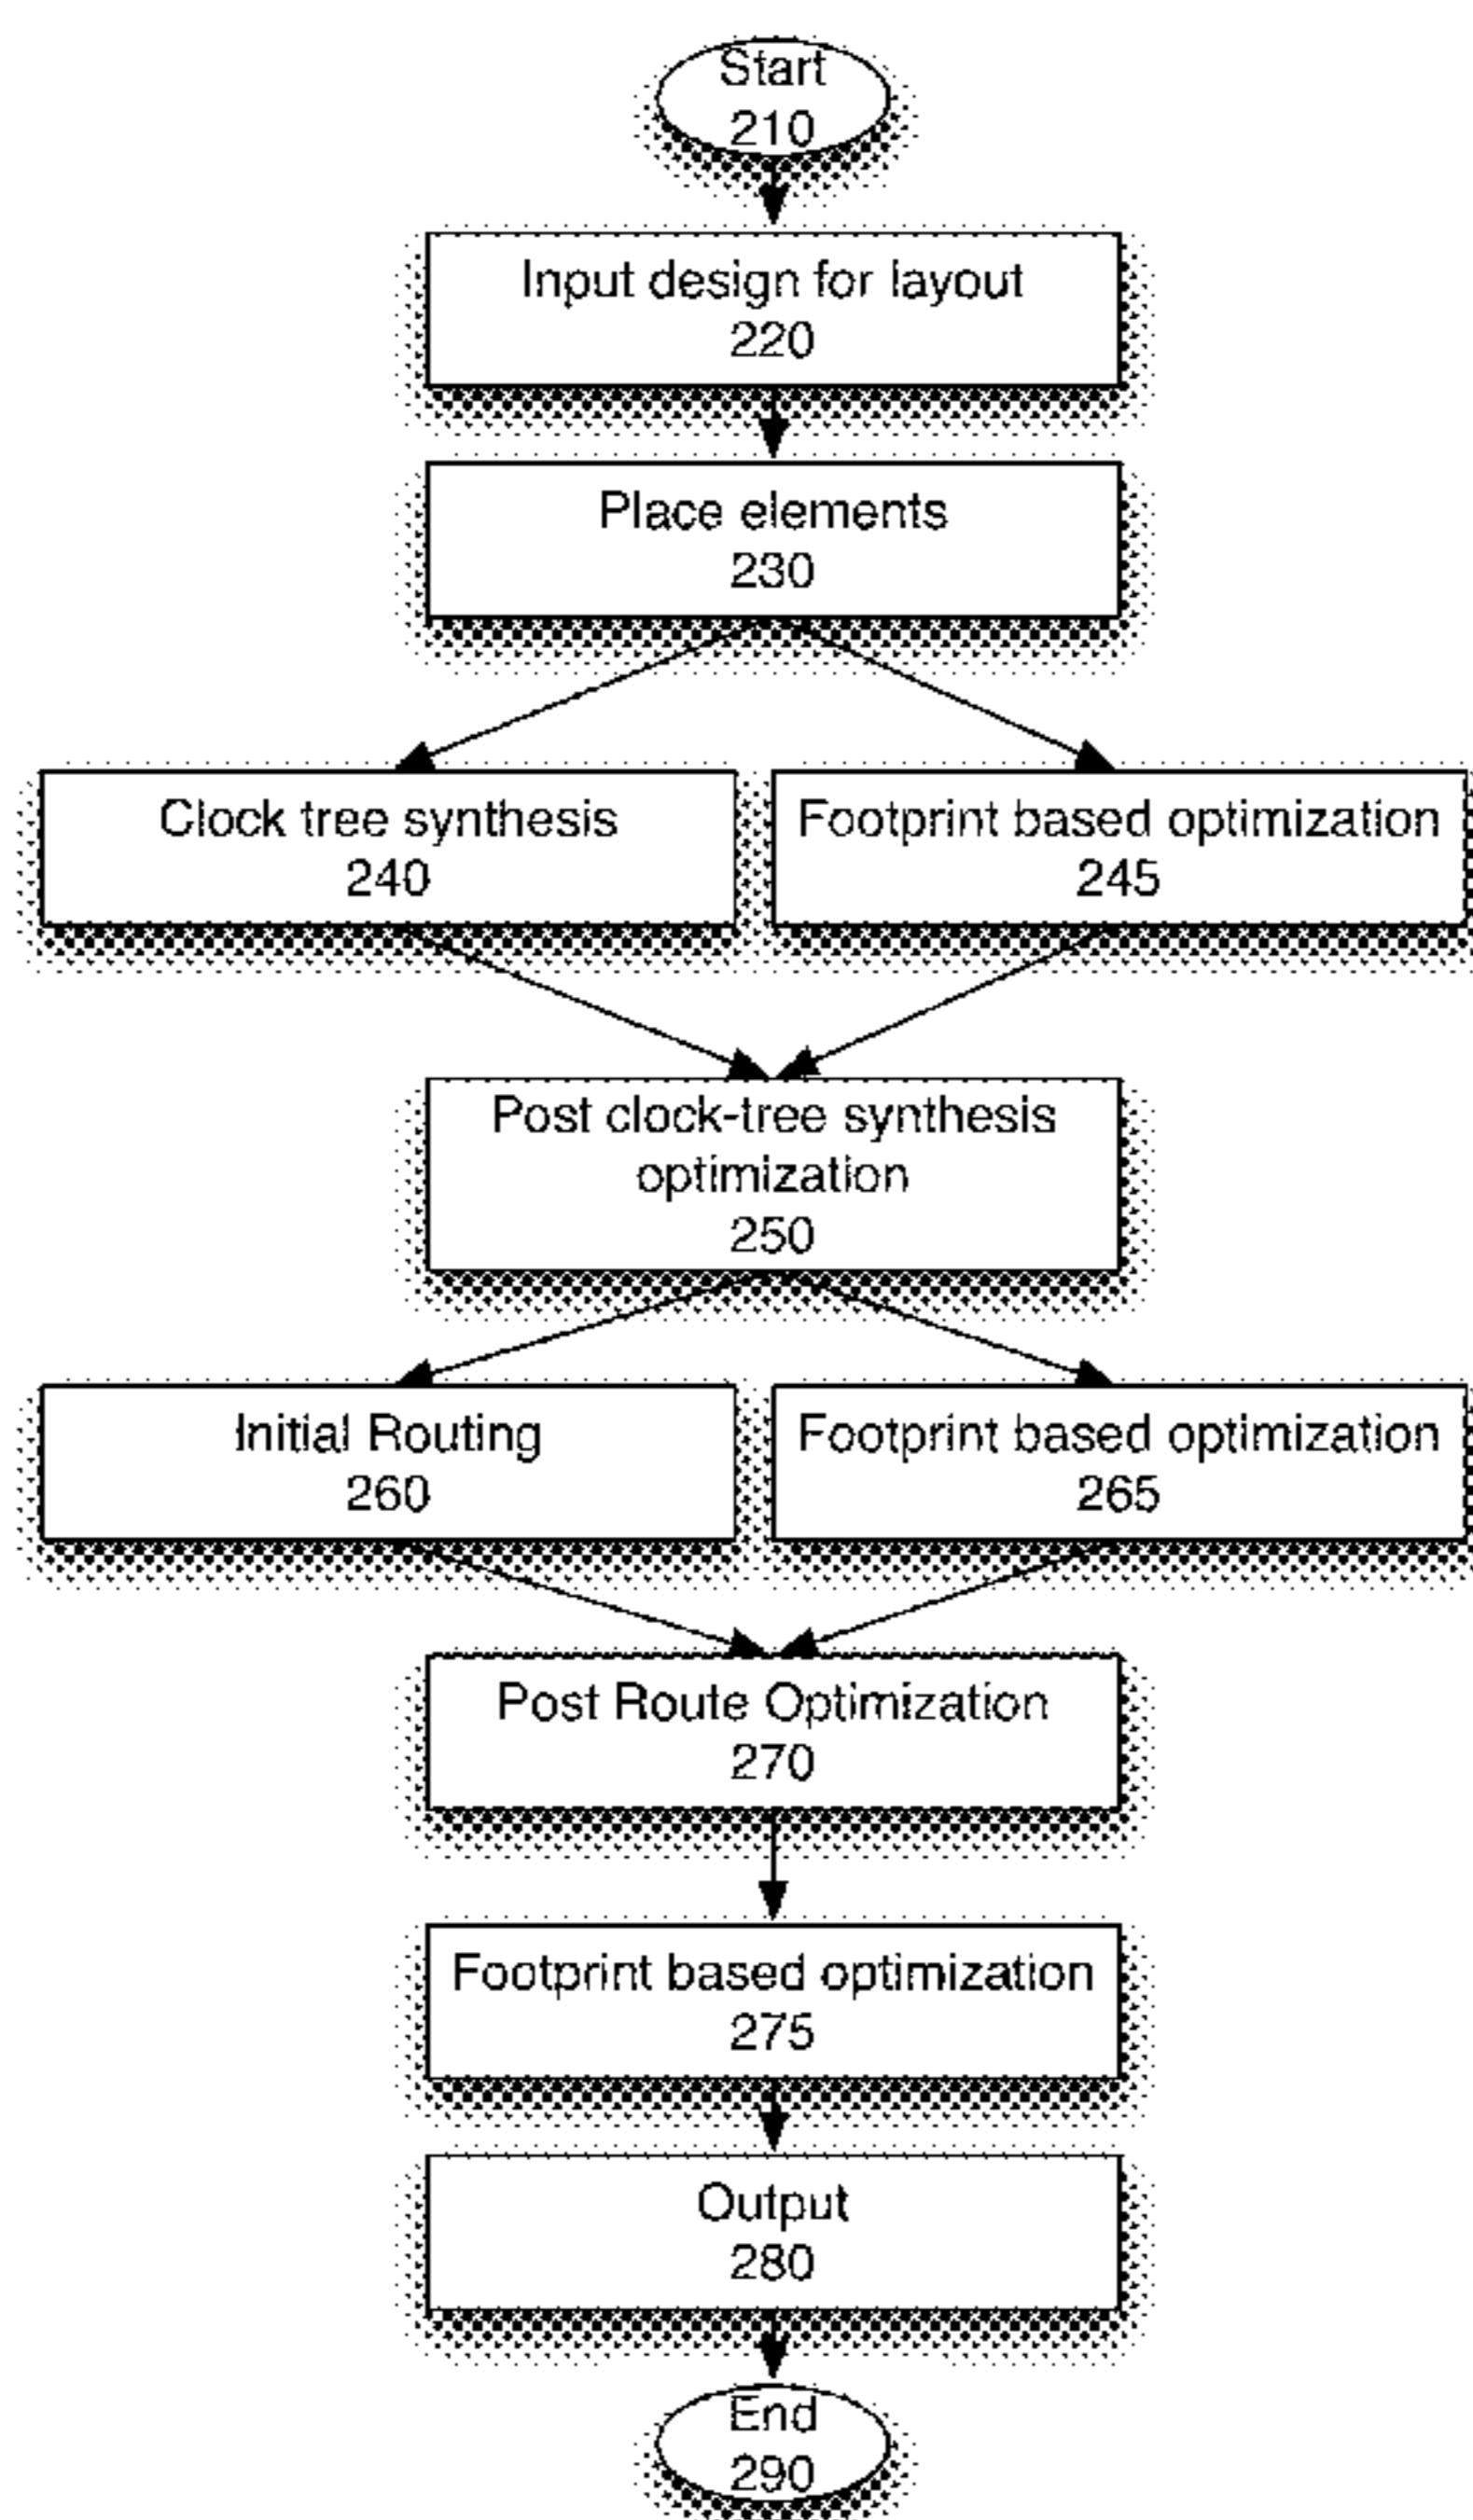 Start
210
Input design for layout
220
Place elements
230
Clock tree synthesis
240
Footprint based optimization
245
Post clock-tree synthesis
optimization
250
Initial Routing
260
Footprint based optimization
265
Post Route Optimization
270
Footprint based optimization
275
Output
280
End
290